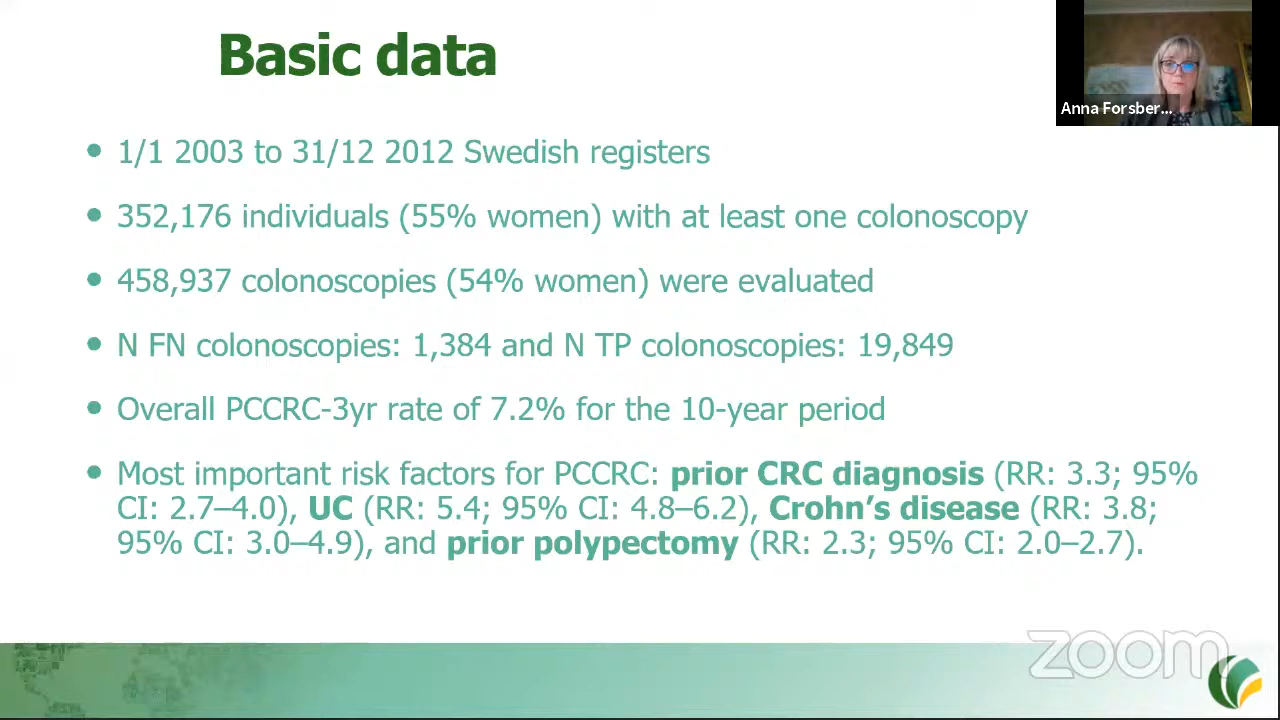 Basic data
Anna Forsber...
1/1 2003 to 31/12 2012 Swedish registers
352,176 individuals (55% women) with at least one colonoscopy
458,937 colonoscopies (54% women) were evaluated
N FN colonoscopies: 1,384 and N TP colonoscopies: 19,849
Overall PCCRC-3yr rate of 7.2% for the 10-year period
Most important risk factors for PCCRC: prior CRC diagnosis (RR: 3.3; 95%
CI: 2.7–4.0), UC (RR: 5.4; 95% CI: 4.8–6.2), Crohn’s disease (RR: 3.8;
95% CI: 3.0–4.9), and prior polypectomy (RR: 2.3; 95% CI: 2.0–2.7).
zoom